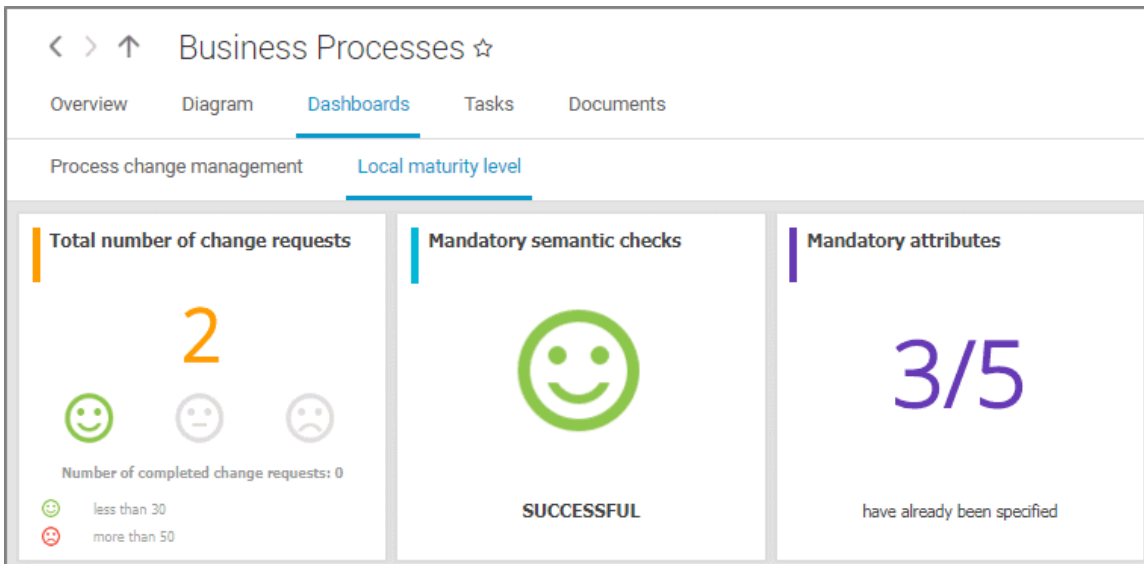 Business Processes
Overview Diagram Dashboards Tasks Documents
Process change management Local maturity level
Total number of change requests
2
Number of completed change requests: 0
less than 30
more than 50
Mandatory semantic checks
SUCCESSFUL
Mandatory attributes
3/5
have already been specified